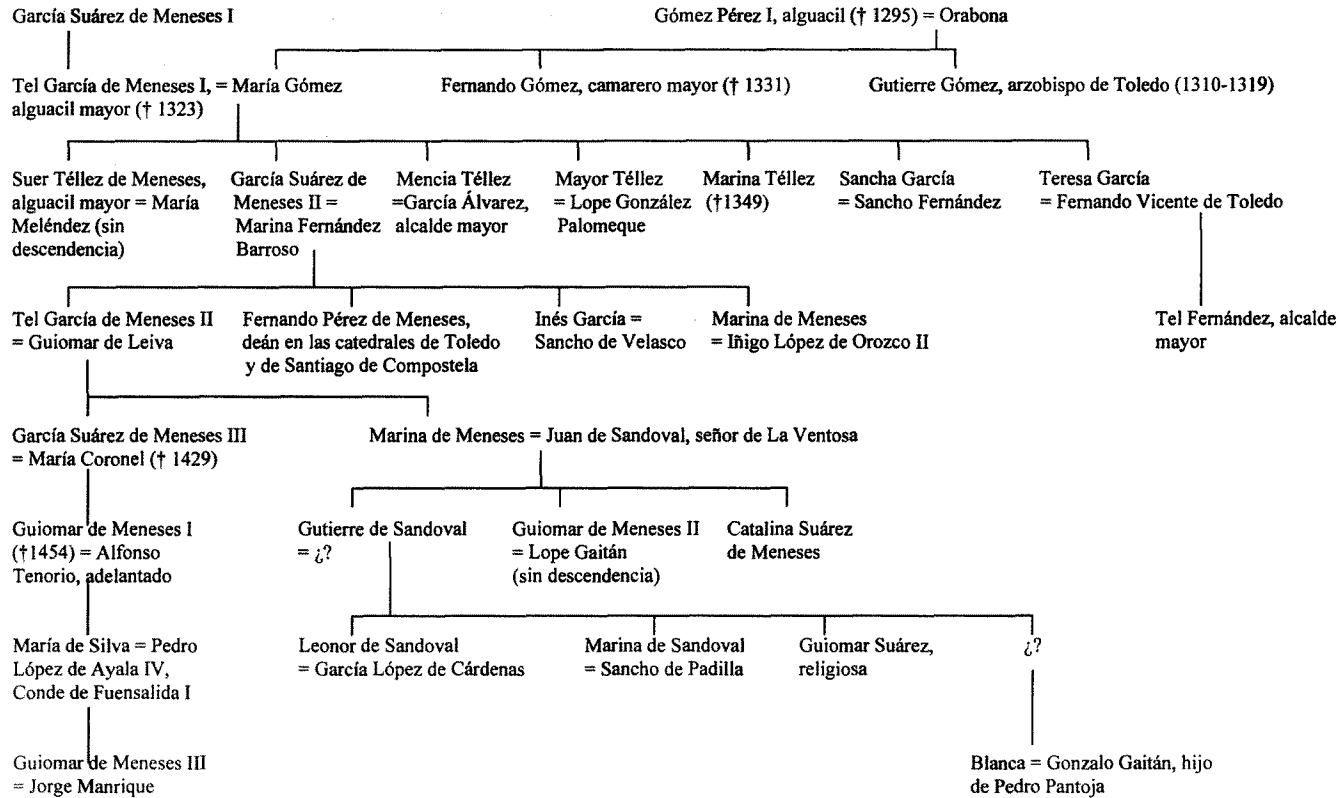 García Suárez de Meneses I
Gómez Pérez I, alguacil († 1295) = Orabona
Tel García de Meneses I, = María Gómez
alguacil mayor († 1323)
Fernando Gómez, camarero mayor († 1331)
Gutierre Gómez, arzobispo de Toledo (1310-1319)
Suer Téllez de Meneses,
alguacil mayor = María
Meléndez (sin
descendencia)
García Suárez de
Meneses II =
Marina Fernández
Barroso
Mencia Téllez
=García Álvarez,
alcalde mayor
Mayor Téllez
= Lope González
Palomeque
Marina Téllez
(†1349)
Sancha García
= Sancho Fernández
Teresa García
= Fernando Vicente de Toledo
Tel García de Meneses II
= Guiomar de Leiva
Fernando Pérez de Meneses,
deán en las catedrales de Toledo
y de Santiago de Compostela
Inés García =
Sancho de Velasco
Marina de Meneses
= Iñigo López de Orozco II
Tel Fernández, alcalde
mayor
García Suárez de Meneses III
= María Coronel († 1429)
Marina de Meneses = Juan de Sandoval, señor de La Ventosa
Guiomar de Meneses I
(†1454) = Alfonso
Tenorio, adelantado
Gutierre de Sandoval
= ¿?
Guiomar de Meneses II
= Lope Gaitán
(sin descendencia)
Catalina Suárez
de Meneses
María de Silva = Pedro
López de Ayala IV,
Conde de Fuensalida I
Leonor de Sandoval
= García López de Cárdenas
Marina de Sandoval
= Sancho de Padilla
Guiomar Suárez,
religiosa
¿?
Guiomar de Meneses III
= Jorge Manrique
Blanca = Gonzalo Gaitán, hijo
de Pedro Pantoja